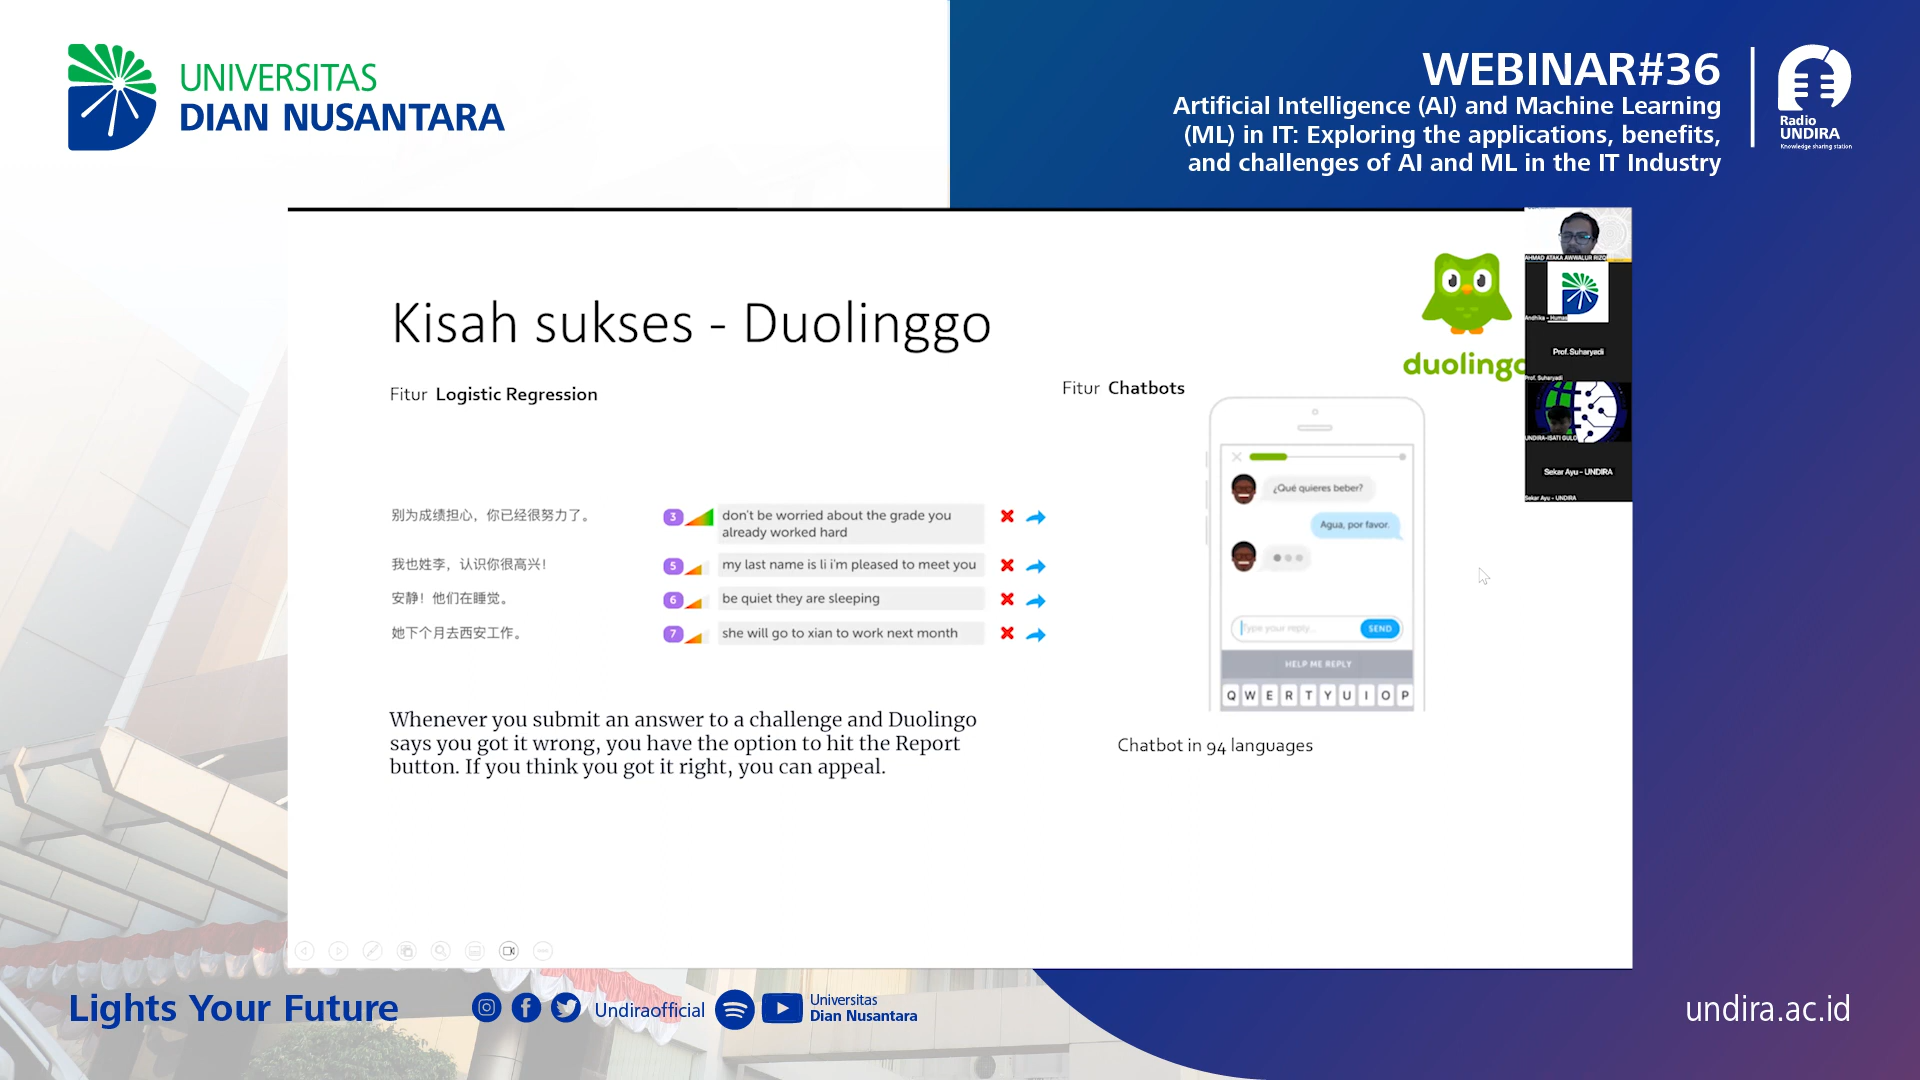 UNIVERSITAS
DIAN NUSANTARA
WEBINAR#36
Artificial Intelligence (AI) and Machine Learning
(ML) in IT: Exploring the applications, benefits,
and challenges of AI and ML in the IT Industry
Radio
UNDIRA
Knowledge sharing station
Kisah sukses - Duolinggo
duolingo
Fitur Logistic Regression
Fitur Chatbots
别为成绩担心，你已经很努力了。
3
don't be worried about the grade you
already worked hard
我也姓李，认识你很高兴！
5
my last name is li i'm pleased to meet you
安静！他们在睡觉。
6
be quiet they are sleeping
她下个月去西安工作。
7
she will go to xian to work next month
Whenever you submit an answer to a challenge and Duolingo
says you got it wrong, you have the option to hit the Report
button. If you think you got it right, you can appeal.
¿Qué quieres beber?
Agua, por favor.
Type your reply...
SEND
HELP ME REPLY
Q W E R T Y U I O P
Chatbot in 94 languages
AHMAD ATAKA AWWALUR RIZQI
Andhika - Humas
Prof. Suharyadi
Prof. Suharyadi
UNDIRA-ISATI GULO
Sekar Ayu - UNDIRA
Sekar Ayu - UNDIRA
Lights Your Future
Undiraofficial
Universitas
Dian Nusantara
undira.ac.id